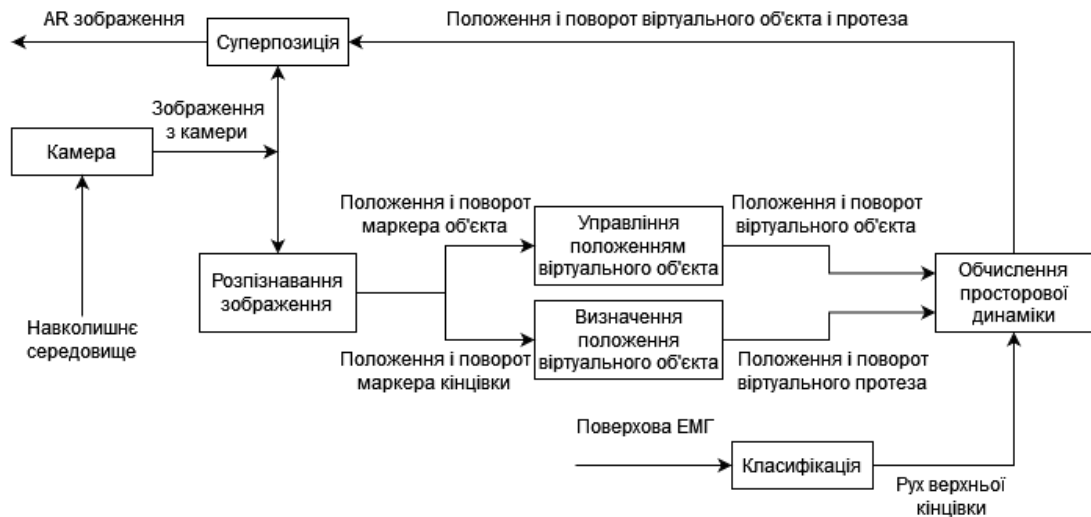 AR зображення
Положення і поворот віртуального об'єкта і протеза
Суперпозиція
Зображення
з камери
Камера
Положення і поворот
маркера об'єкта
Управління
положенням
віртуального об'єкта
Положення і поворот
віртуального об'єкта
Розпізнавання
зображення
Обчислення
просторової
динаміки
Навколишнє
середовище
Положення і поворот
маркера кінцівки
Визначення
положення
віртуального об'єкта
Положення і поворот
віртуального протеза
Поверхова ЕМГ
Класифікація
Рух верхньої
кінцівки